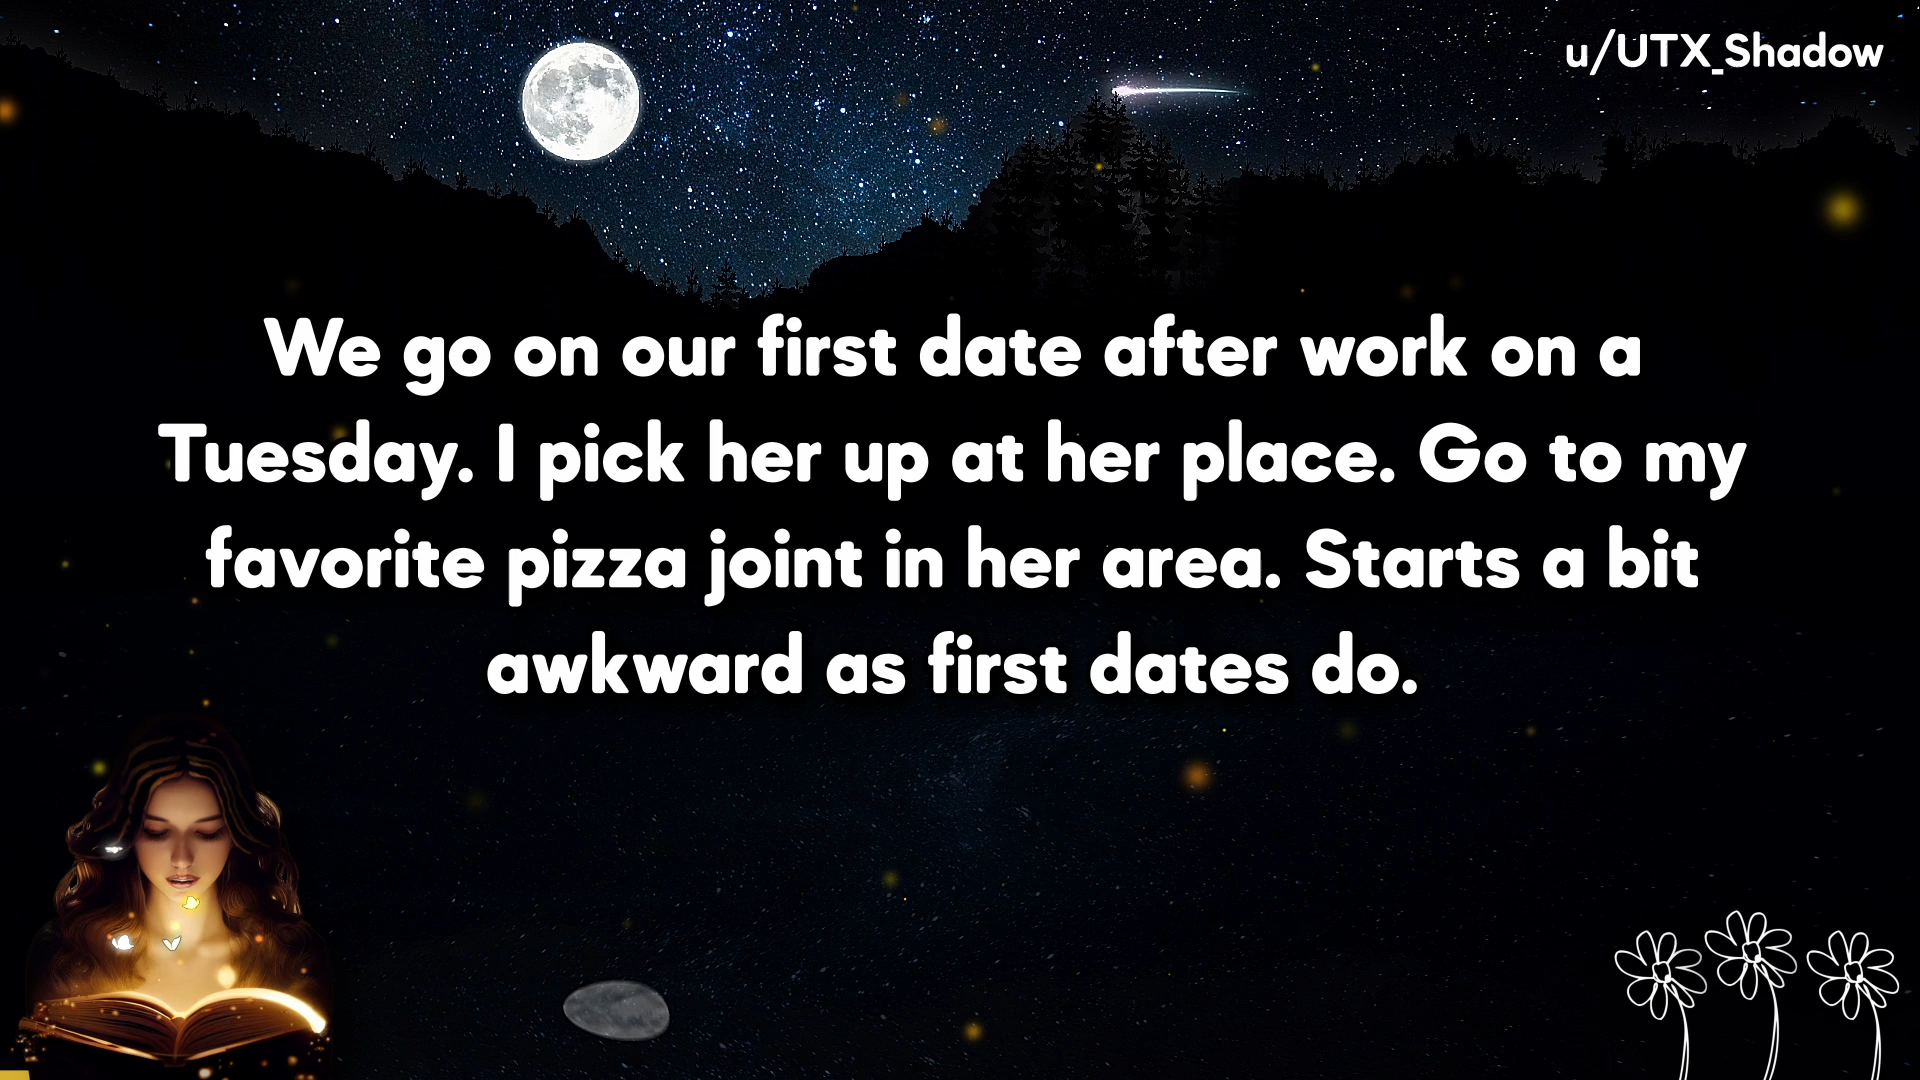 u/UTX_Shadow
We go on our first date after work on a
Tuesday. I pick her up at her place. Go to my
favorite pizza joint in her area. Starts a bit
awkward as first dates do.